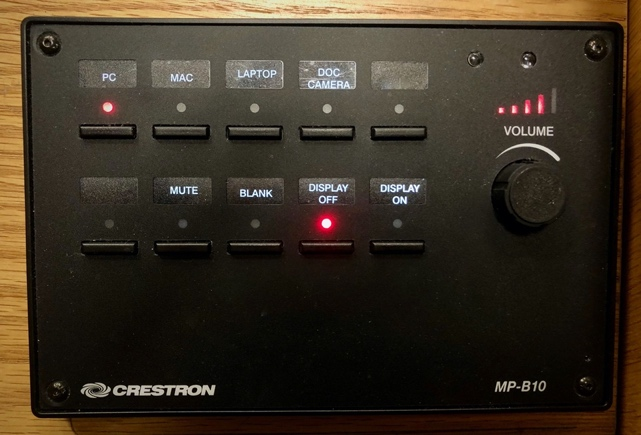 PC
MAC
LAPTOP
DOC
CAMERA
VOLUME
MUTE
BLANK
DISPLAY
OFF
DISPLAY
ON
CRESTRON
MP-B10